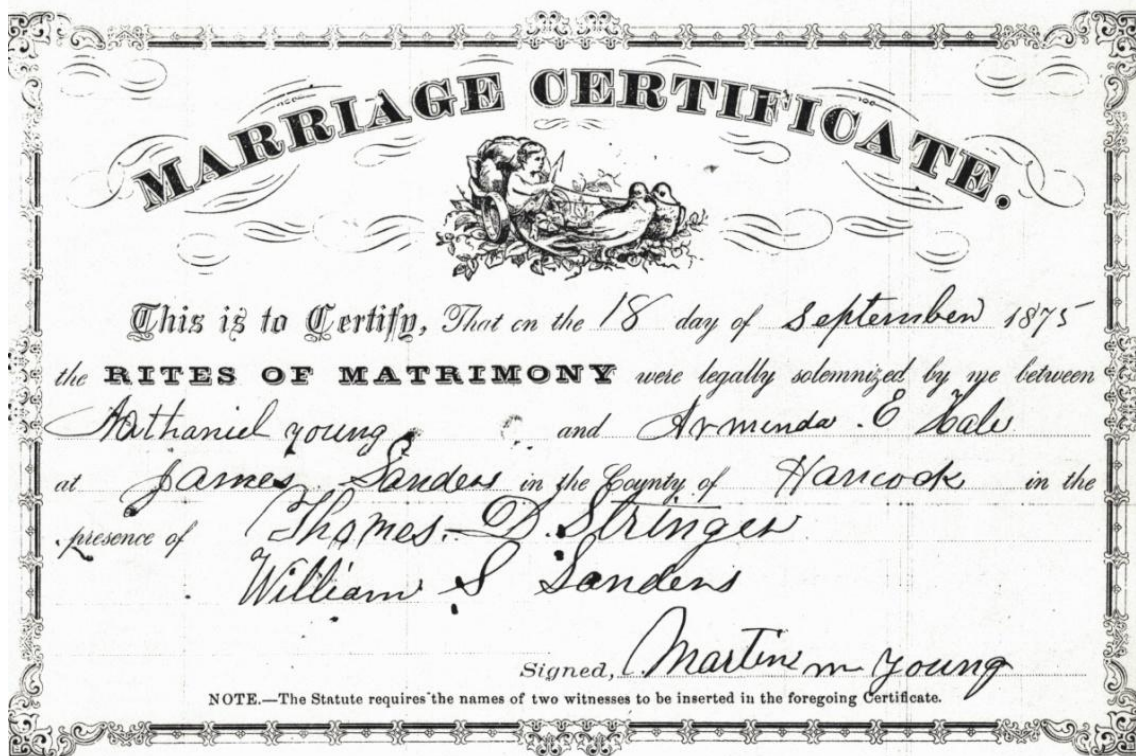 MARRIAGE CERTIFICATE.
This is to Certify, That on the 18 day of September 1875
the RITES OF MATRIMONY were legally solemnized by me between
Nathaniel young and Armenda . E Hale
at James Sanders in the County of Hancock in the
presence of Thomes. D. Stringer
William S Sanders
Signed, Martin m young
NOTE.—The Statute requires the names of two witnesses to be inserted in the foregoing Certificate.